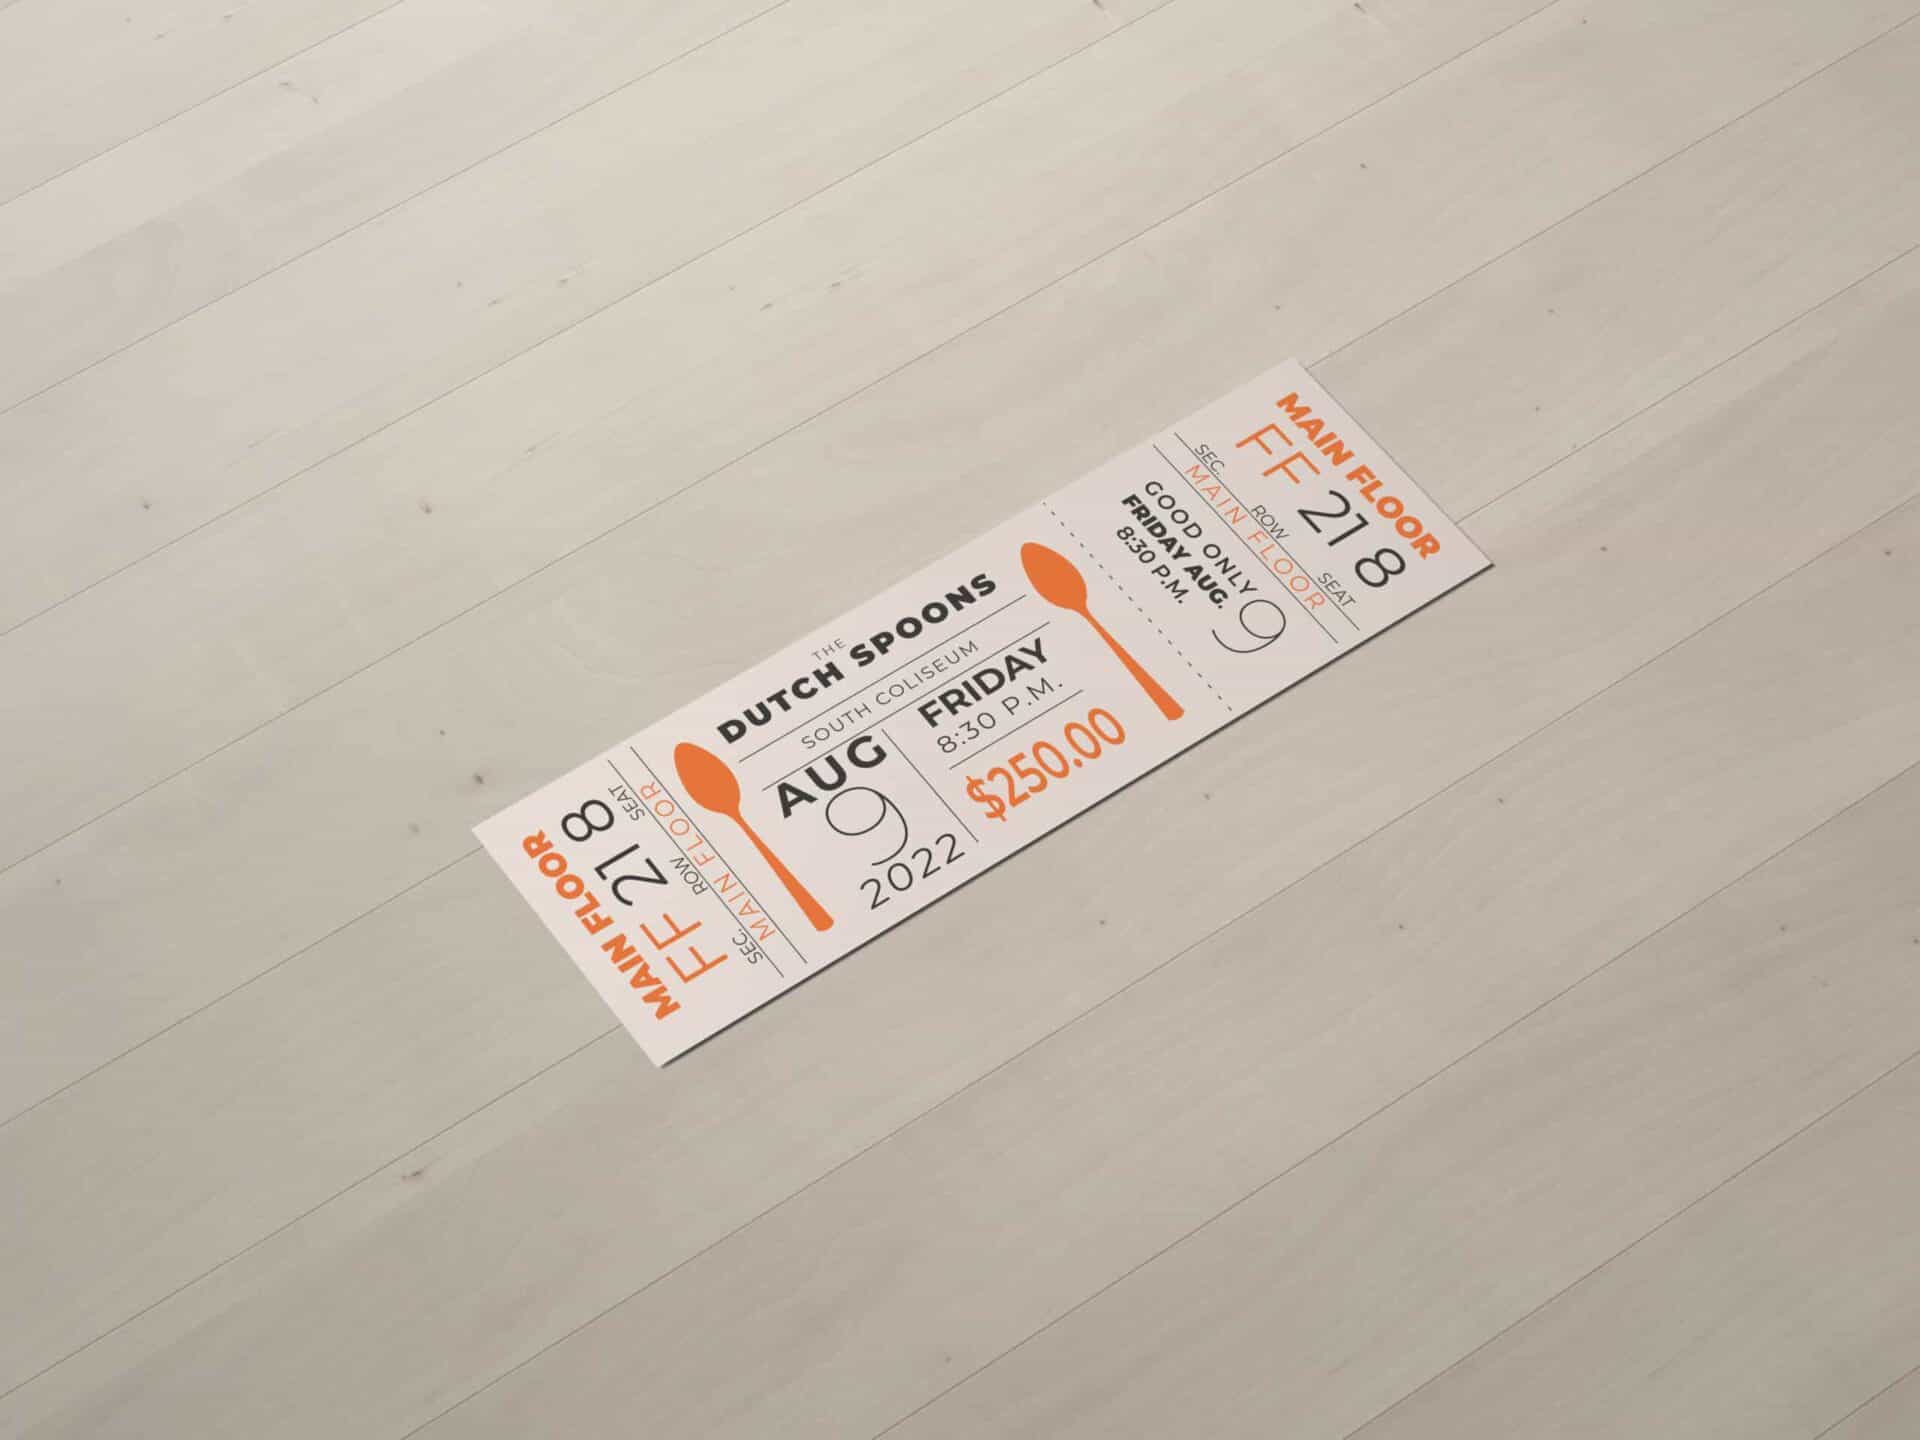 MAIN FLOOR
FF 21 8
SEC. ROW SEAT
MAIN FLOOR
THE
DUTCH SPOONS
SOUTH COLISEUM
AUG
9
2022
FRIDAY
8:30 P.M.
$250.00
GOOD ONLY
FRIDAY AUG.
8:30 P.M.
9
MAIN FLOOR
SEC. ROW SEAT
FF 21 8
MAIN FLOOR